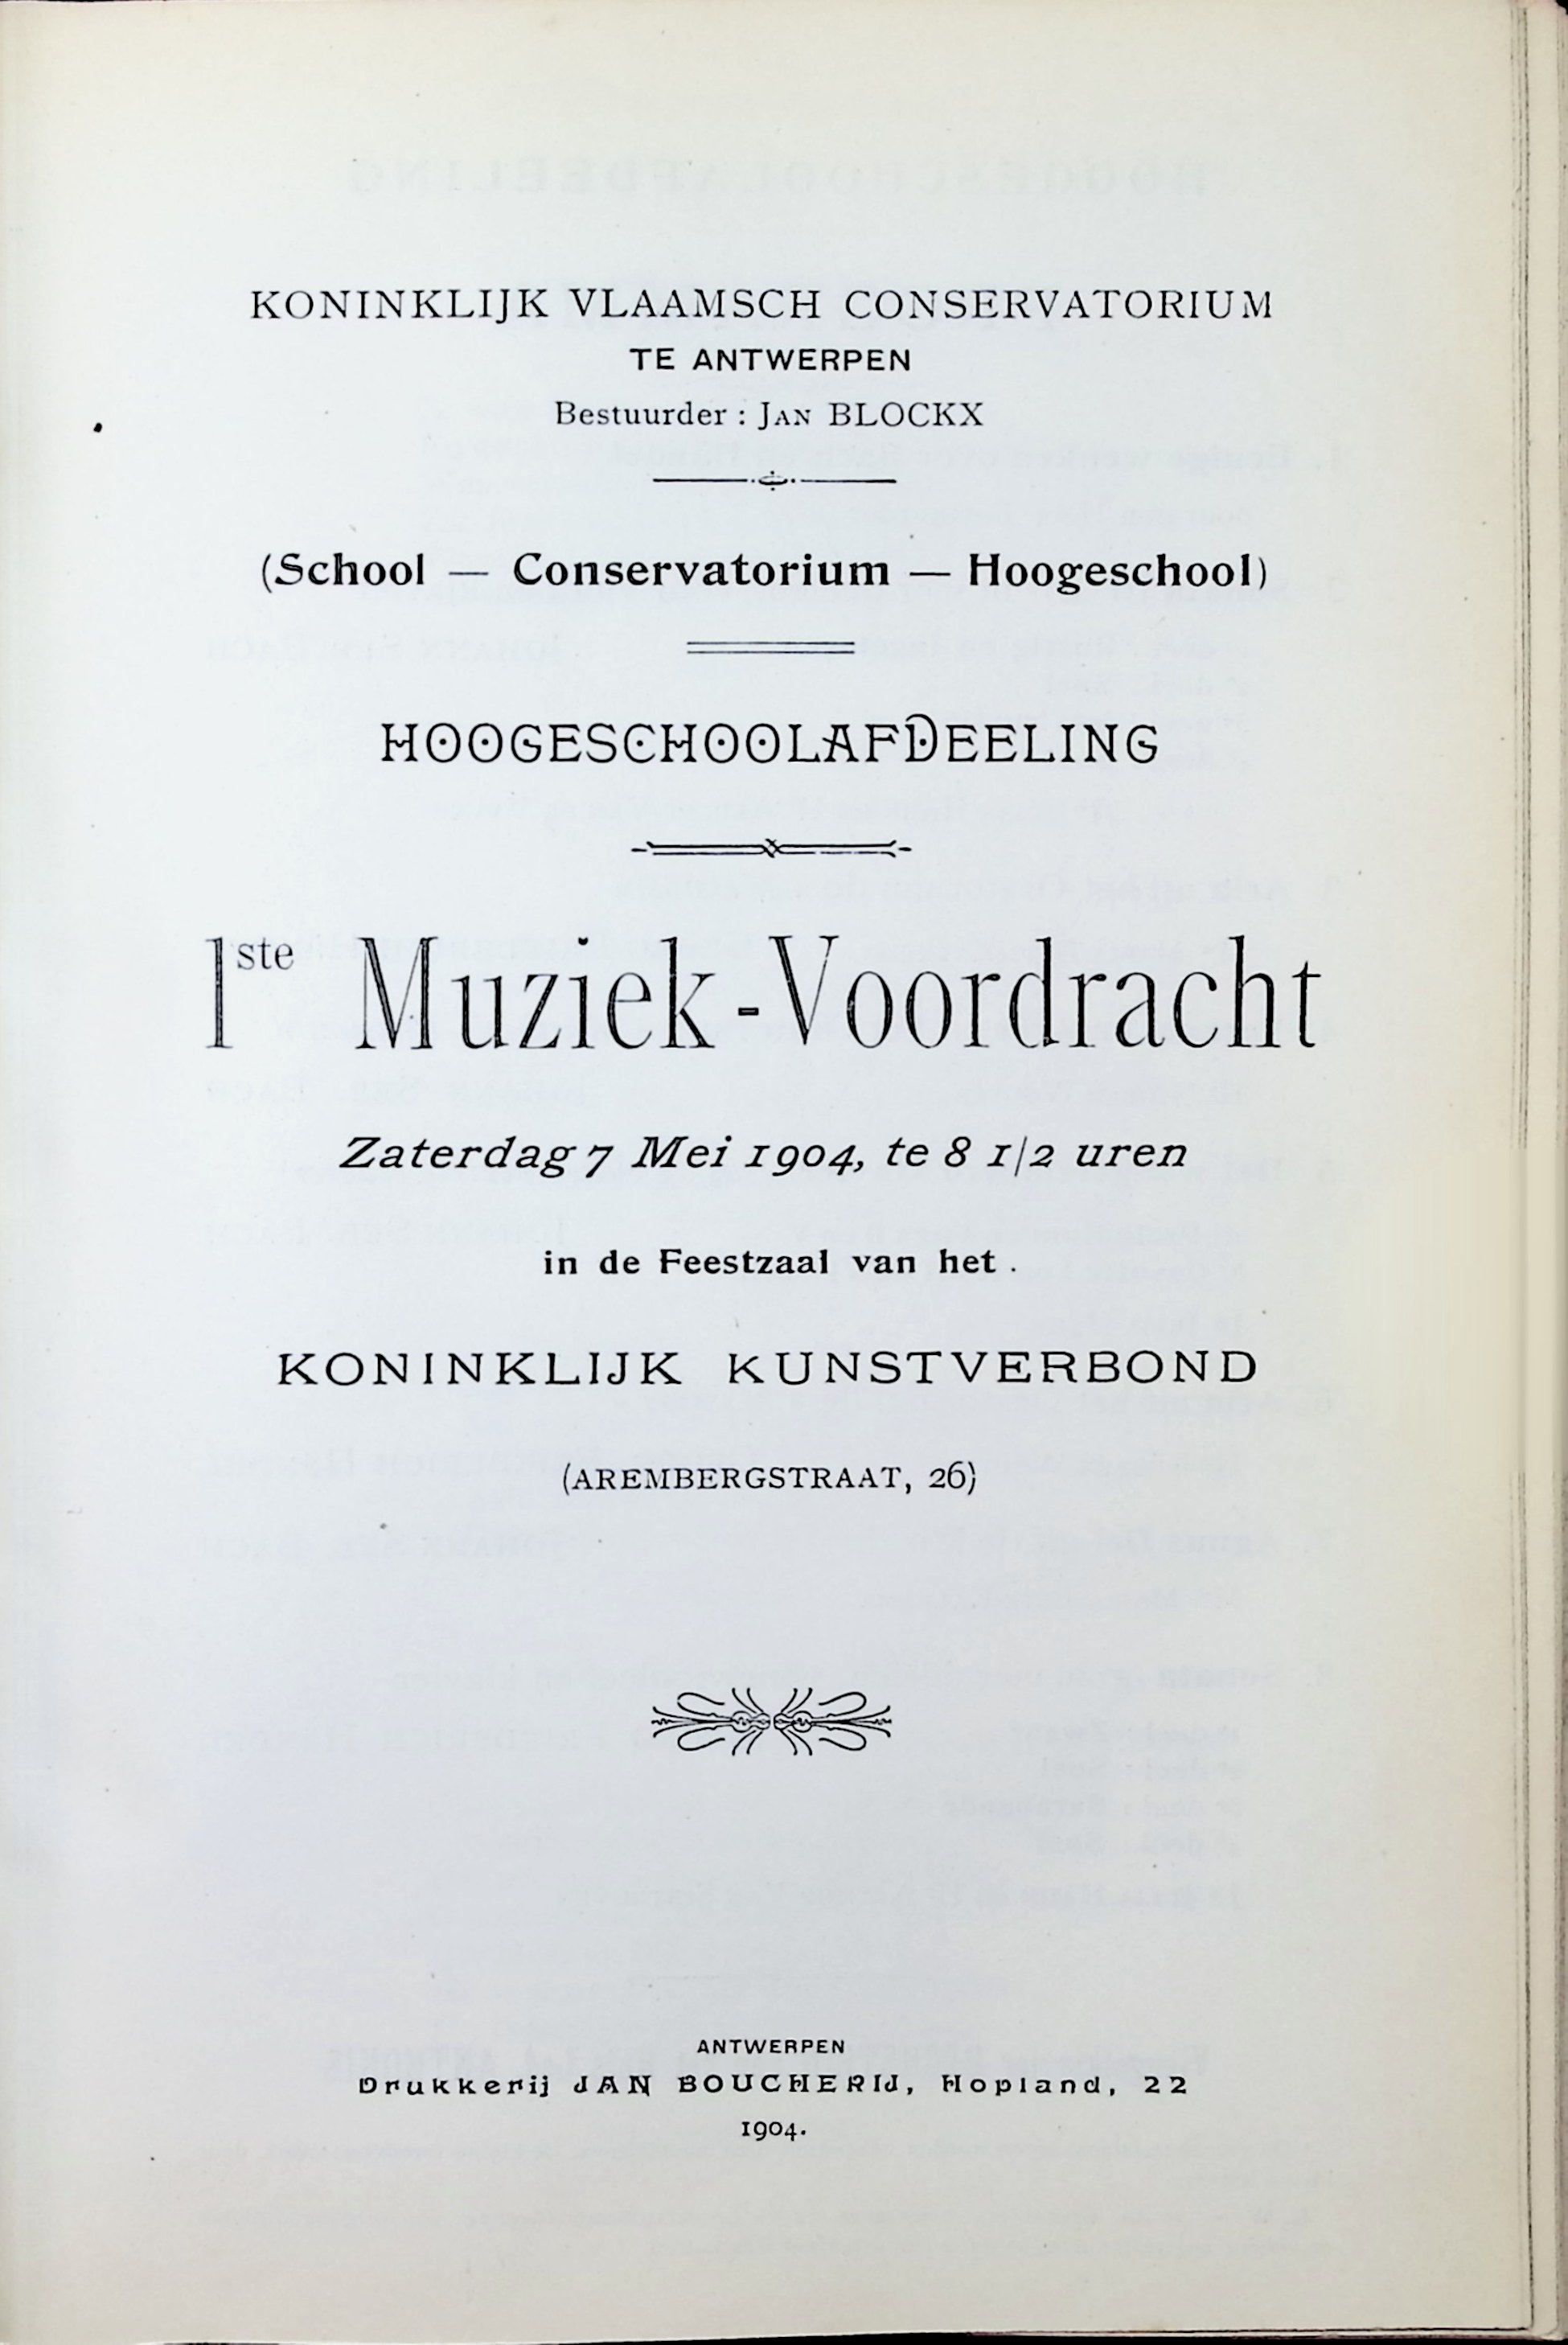 KONINKLIJK VLAAMSCH CONSERVATORIUM
TE ANTWERPEN
Bestuurder : JAN BLOCKX
(School — Conservatorium — Hoogeschool)
HOOGESCHOOLAFDEELING
1ste Muziek-Voordracht
Zaterdag 7 Mei 1904, te 8 1/2 uren
in de Feestzaal van het .
KONINKLIJK KUNSTVERBOND
(AREMBERGSTRAAT, 26)
ANTWERPEN
Drukkerij JAN BOUCHERIJ, Hopland, 22
1904.